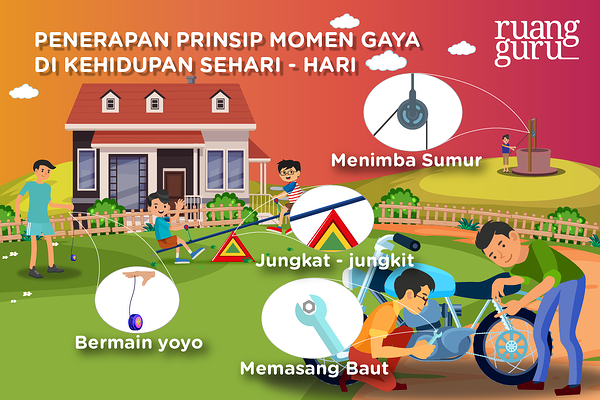 PENERAPAN PRINSIP MOMEN GAYA
DI KEHIDUPAN SEHARI - HARI
ruang
guru
Menimba Sumur
Jungkat - jungkit
Bermain yoyo
Memasang Baut